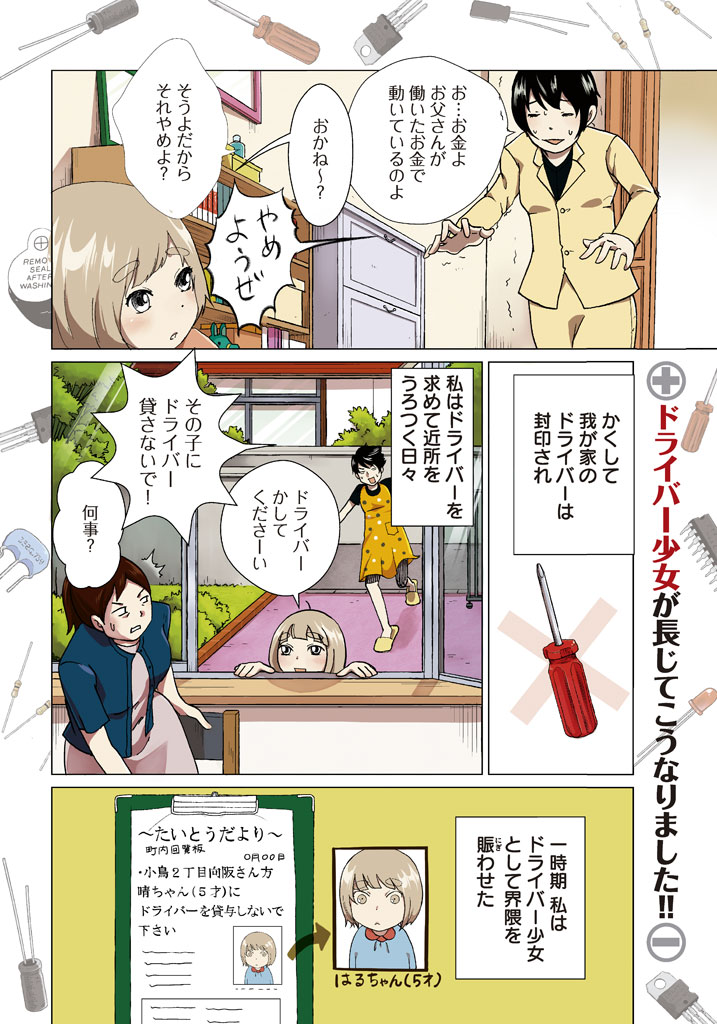 お…お金よ
お父さんが
働いたお金で
動いているのよ
おかね～？
やめ
ようぜ
そうよだから
それやめよ？
REMOVE
SEAL
AFTER
WASHING
かくして
我が家の
ドライバーは
封印され
私はドライバーを
求めて近所を
うろつく日々
ドライバー
かして
くださーい
その子に
ドライバー
貸さないで！
何事？
一時期 私は
ドライバー少女
として界隈を
賑わせた
にぎ
～たいとうだより～
町内回覧板
〇月〇〇日
・小鳥2丁目向阪さん方
晴ちゃん(5才)に
ドライバーを貸与しないで
下さい
はるちゃん(5才)
ドライバー少女が長じてこうなりました!!